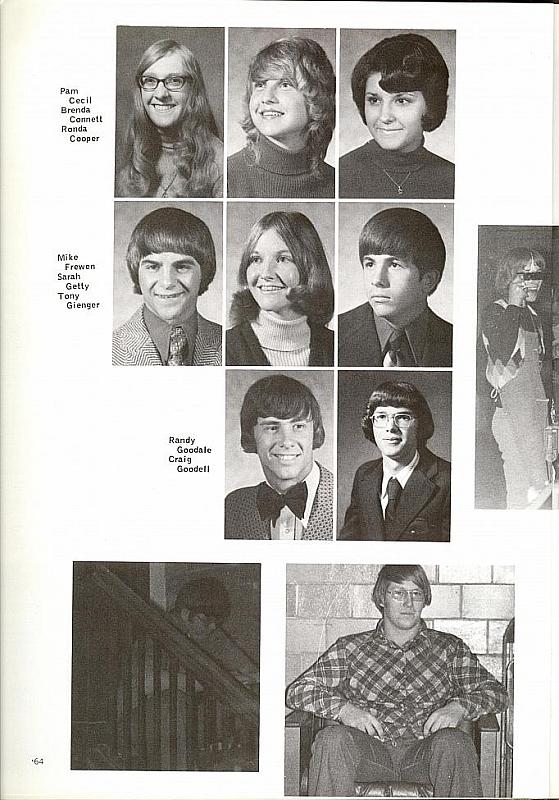 Pam
Cecil
Brenda
Connett
Ronda
Cooper
Mike
Frewen
Sarah
Getty
Tony
Gienger
Randy
Goodale
Craig
Goodell
'64